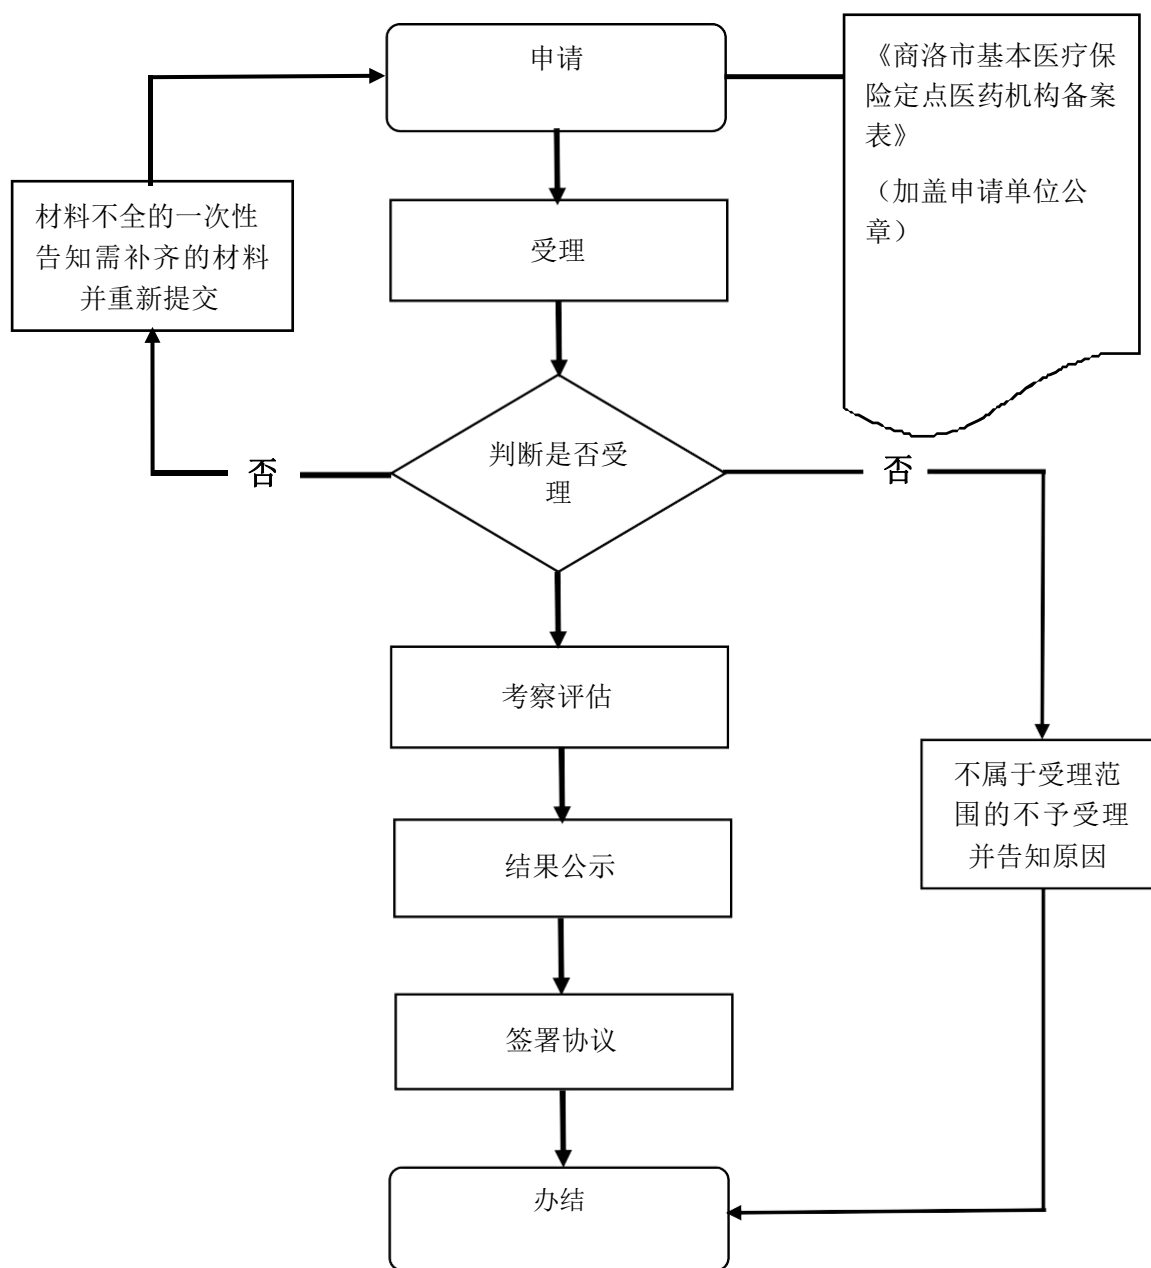 申请
《商洛市基本医疗保
险定点医药机构备案
表》
（加盖申请单位公
章）
材料不全的一次性
告知需补齐的材料
并重新提交
受理
判断是否受
理
否
否
考察评估
不属于受理范
围的不予受理
并告知原因
结果公示
签署协议
办结